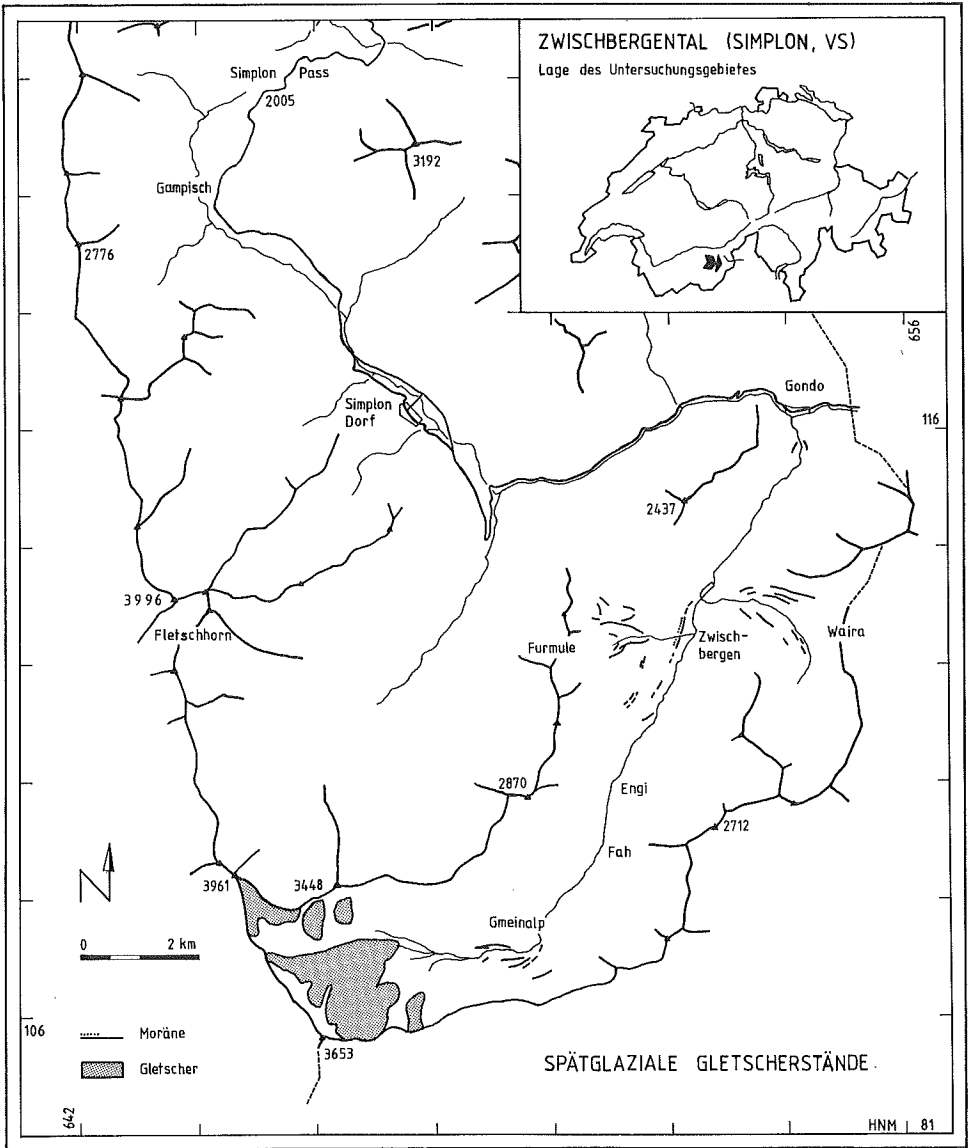 ZWISCHBERGENTAL (SIMPLON, VS)
Lage des Untersuchungsgebietes
Simplon Pass
2005
3192
Gampisch
2776
656
Gondo
116
Simplon
Dorf
2437
3996
Fletschhorn
Furmule
Zwisch-
bergen
Waira
2870
Engi
2712
Fah
3961
3448
Gmeinalp
N
0 2 km
106
Moräne
Gletscher
3653
SPÄTGLAZIALE GLETSCHERSTÄNDE
642
HNM 81